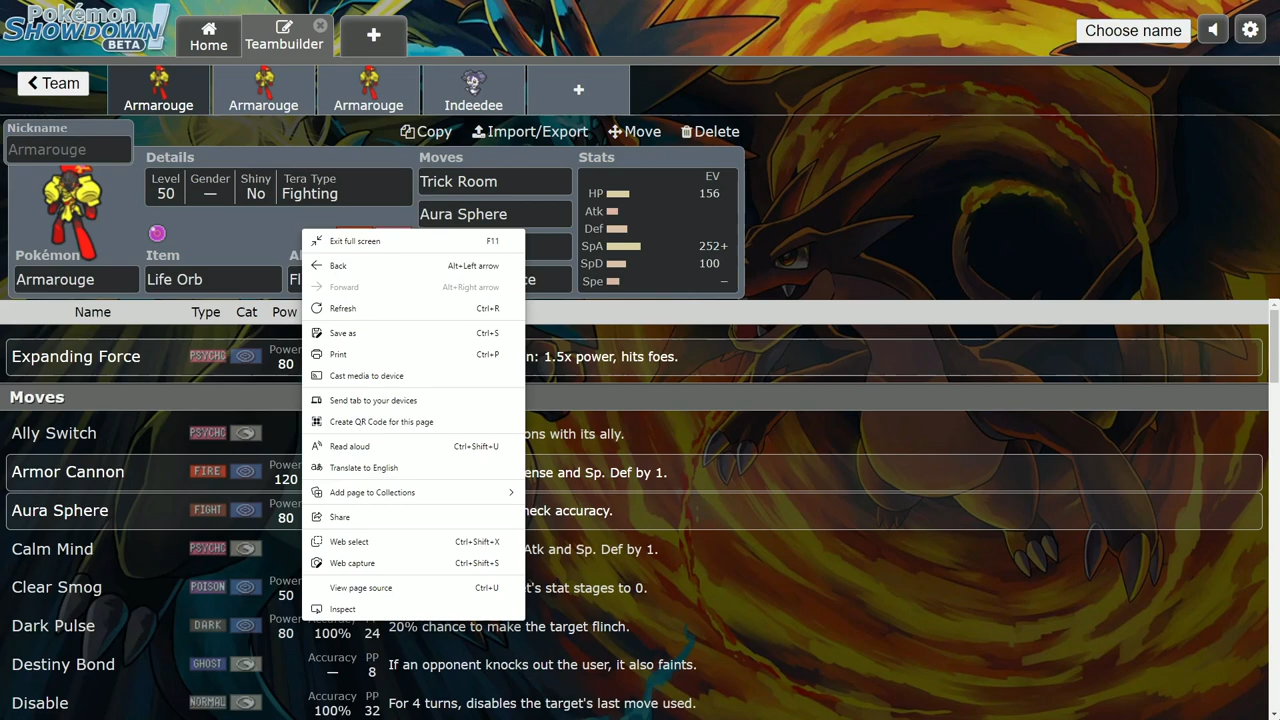 Pokémon
SHOWDOWN!
BETA
Home
Teambuilder
Choose name
Team
Armarouge
Armarouge
Armarouge
Indeedee
Copy
Import/Export
Move
Delete
Nickname
Armarouge
Details
Level
50
Gender
—
Shiny
No
Tera Type
Fighting
Moves
Trick Room
Aura Sphere
Stats
EV
HP 156
Atk
Def
SpA 252+
SpD 100
Spe –
Pokémon
Armarouge
Item
Life Orb
Exit full screen F11
Back Alt+Left arrow
Forward Alt+Right arrow
Refresh Ctrl+R
Save as Ctrl+S
Print Ctrl+P
Cast media to device
Send tab to your devices
Create QR Code for this page
Read aloud Ctrl+Shift+U
Translate to English
Add page to Collections
Share
Web select Ctrl+Shift+X
Web capture Ctrl+Shift+S
View page source Ctrl+U
Inspect
Name Type Cat Pow
Expanding Force PSYCHC Power 80 1.5x power, hits foes.
Moves
Ally Switch PSYCHC with its ally.
Armor Cannon FIRE Power 120 and Sp. Def by 1.
Aura Sphere FIGHT Power 80 accuracy.
Calm Mind PSYCHC Atk and Sp. Def by 1.
Clear Smog POISON Power 50 stat stages to 0.
Dark Pulse DARK Power 80 100% 24 20% chance to make the target flinch.
Destiny Bond GHOST Accuracy — PP 8 If an opponent knocks out the user, it also faints.
Disable NORMAL Accuracy 100% PP 32 For 4 turns, disables the target's last move used.